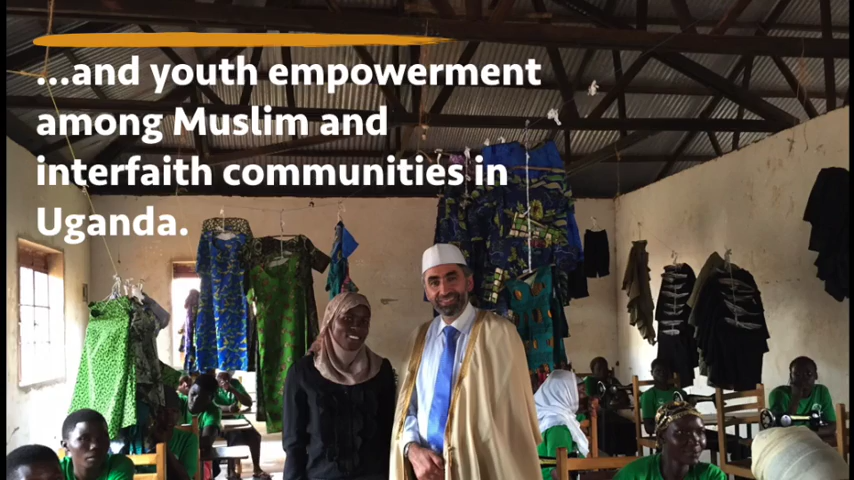 ...and youth empowerment
among Muslim and
interfaith communities in
Uganda.